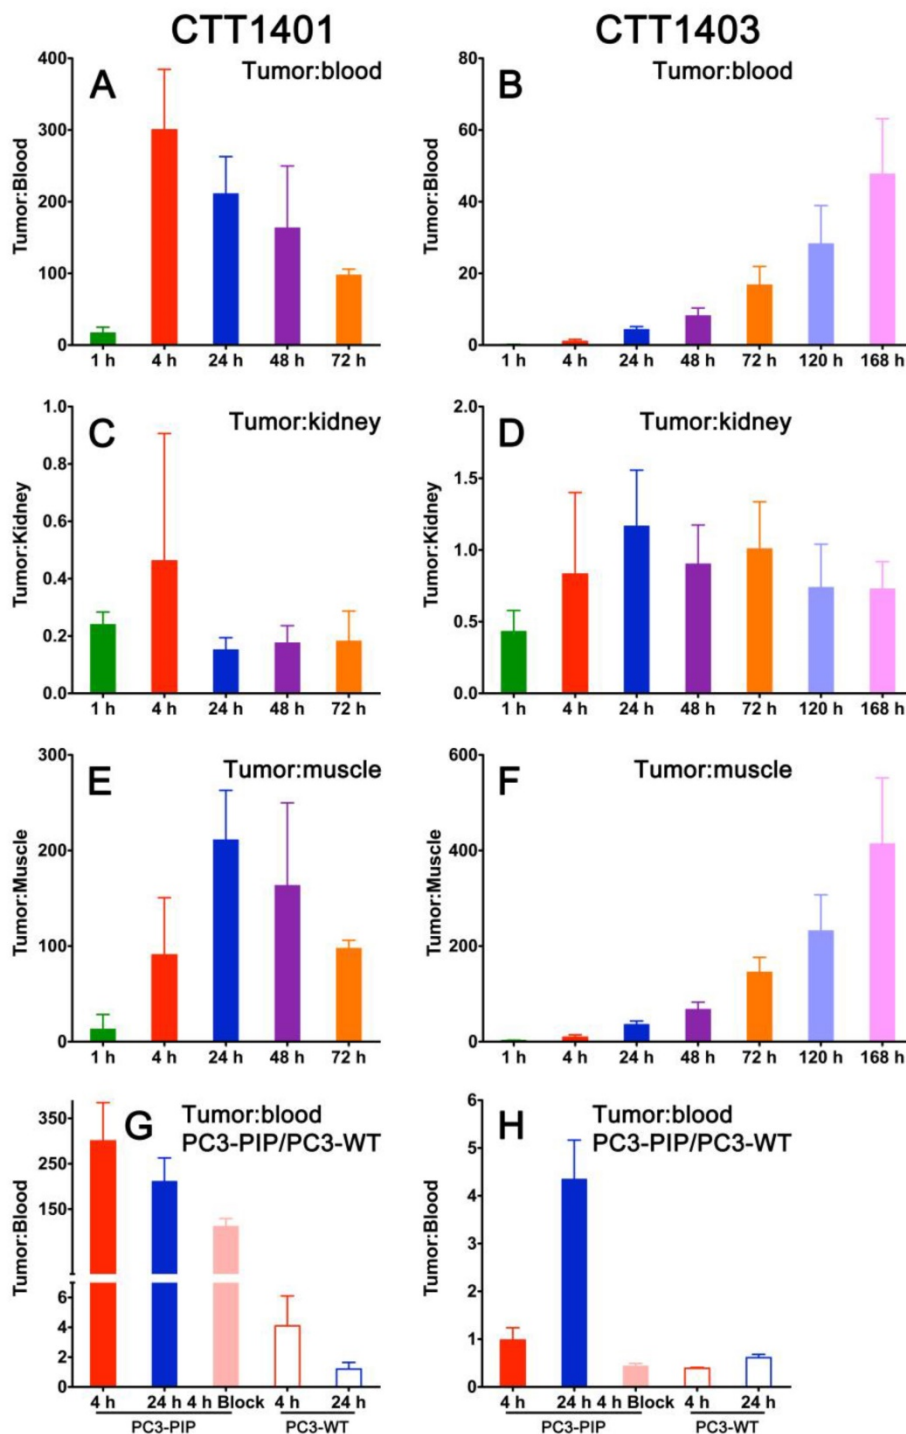 CTT1401
CTT1403
A
Tumor:blood
Tumor:Blood
400
300
200
100
0
1 h 4 h 24 h 48 h 72 h
B
Tumor:blood
Tumor:Blood
80
60
40
20
0
1 h 4 h 24 h 48 h 72 h 120 h 168 h
C
Tumor:kidney
Tumor:Kidney
1.0
0.8
0.6
0.4
0.2
0.0
1 h 4 h 24 h 48 h 72 h
D
Tumor:kidney
Tumor:Kidney
2.0
1.5
1.0
0.5
0.0
1 h 4 h 24 h 48 h 72 h 120 h 168 h
E
Tumor:muscle
Tumor:Muscle
300
200
100
0
1 h 4 h 24 h 48 h 72 h
F
Tumor:muscle
Tumor:Muscle
600
400
200
0
1 h 4 h 24 h 48 h 72 h 120 h 168 h
G
Tumor:blood
PC3-PIP/PC3-WT
Tumor:Blood
350
250
150
6
4
2
0
4 h 24 h 4 h Block 4 h 24 h
PC3-PIP PC3-WT
H
Tumor:blood
PC3-PIP/PC3-WT
Tumor:Blood
6
5
4
3
2
1
0
4 h 24 h 4 h Block 4 h 24 h
PC3-PIP PC3-WT